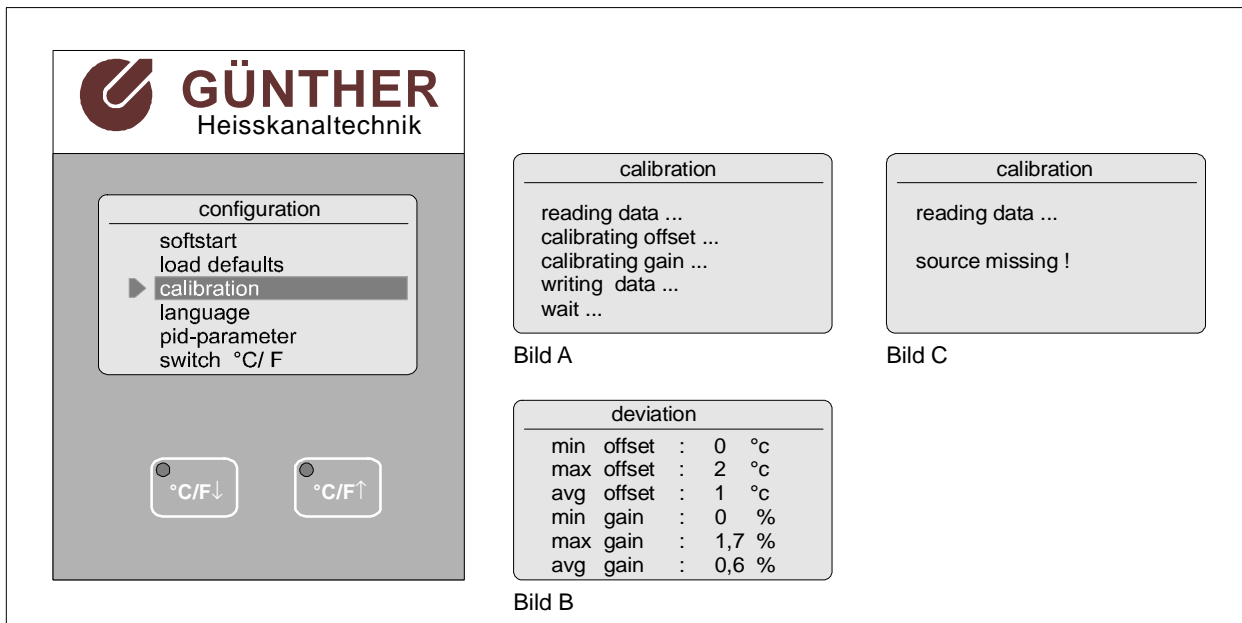 GÜNTHER
Heisskanaltechnik
configuration
softstart
load defaults
calibration
language
pid-parameter
switch °C/ F
°C/F↓
°C/F↑
calibration
reading data ...
calibrating offset ...
calibrating gain ...
writing data ...
wait ...
Bild A
deviation
min offset : 0 °c
max offset : 2 °c
avg offset : 1 °c
min gain : 0 %
max gain : 1,7 %
avg gain : 0,6 %
Bild B
calibration
reading data ...
source missing !
Bild C